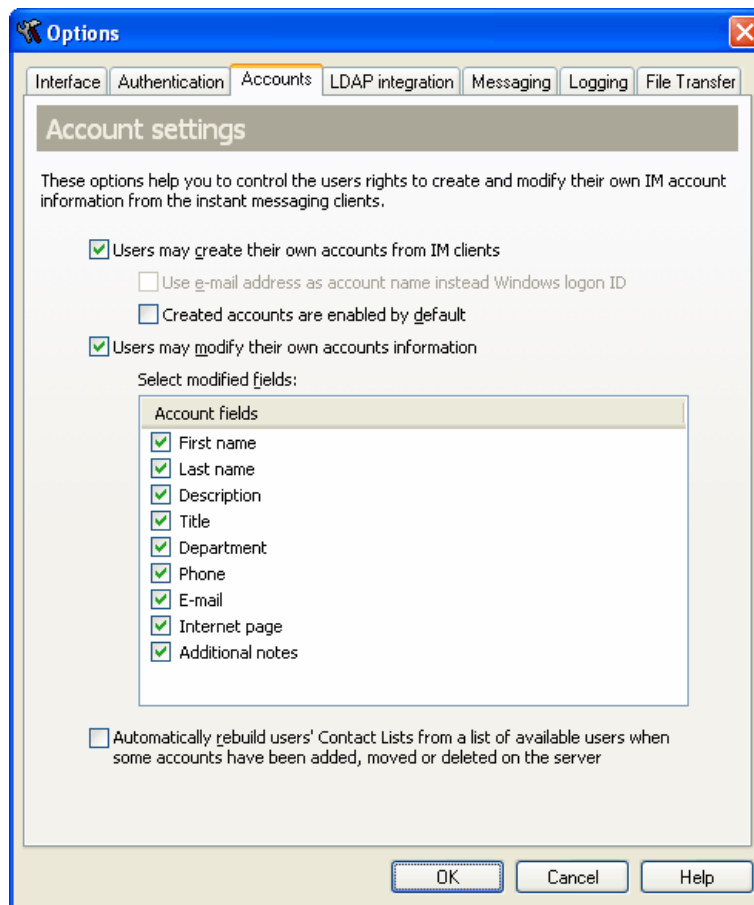 Options
Interface Authentication Accounts LDAP integration Messaging Logging File Transfer
Account settings
These options help you to control the users rights to create and modify their own IM account
information from the instant messaging clients.
Users may create their own accounts from IM clients
Use e-mail address as account name instead Windows logon ID
Created accounts are enabled by default
Users may modify their own accounts information
Select modified fields:
Account fields
First name
Last name
Description
Title
Department
Phone
E-mail
Internet page
Additional notes
Automatically rebuild users' Contact Lists from a list of available users when
some accounts have been added, moved or deleted on the server
OK Cancel Help